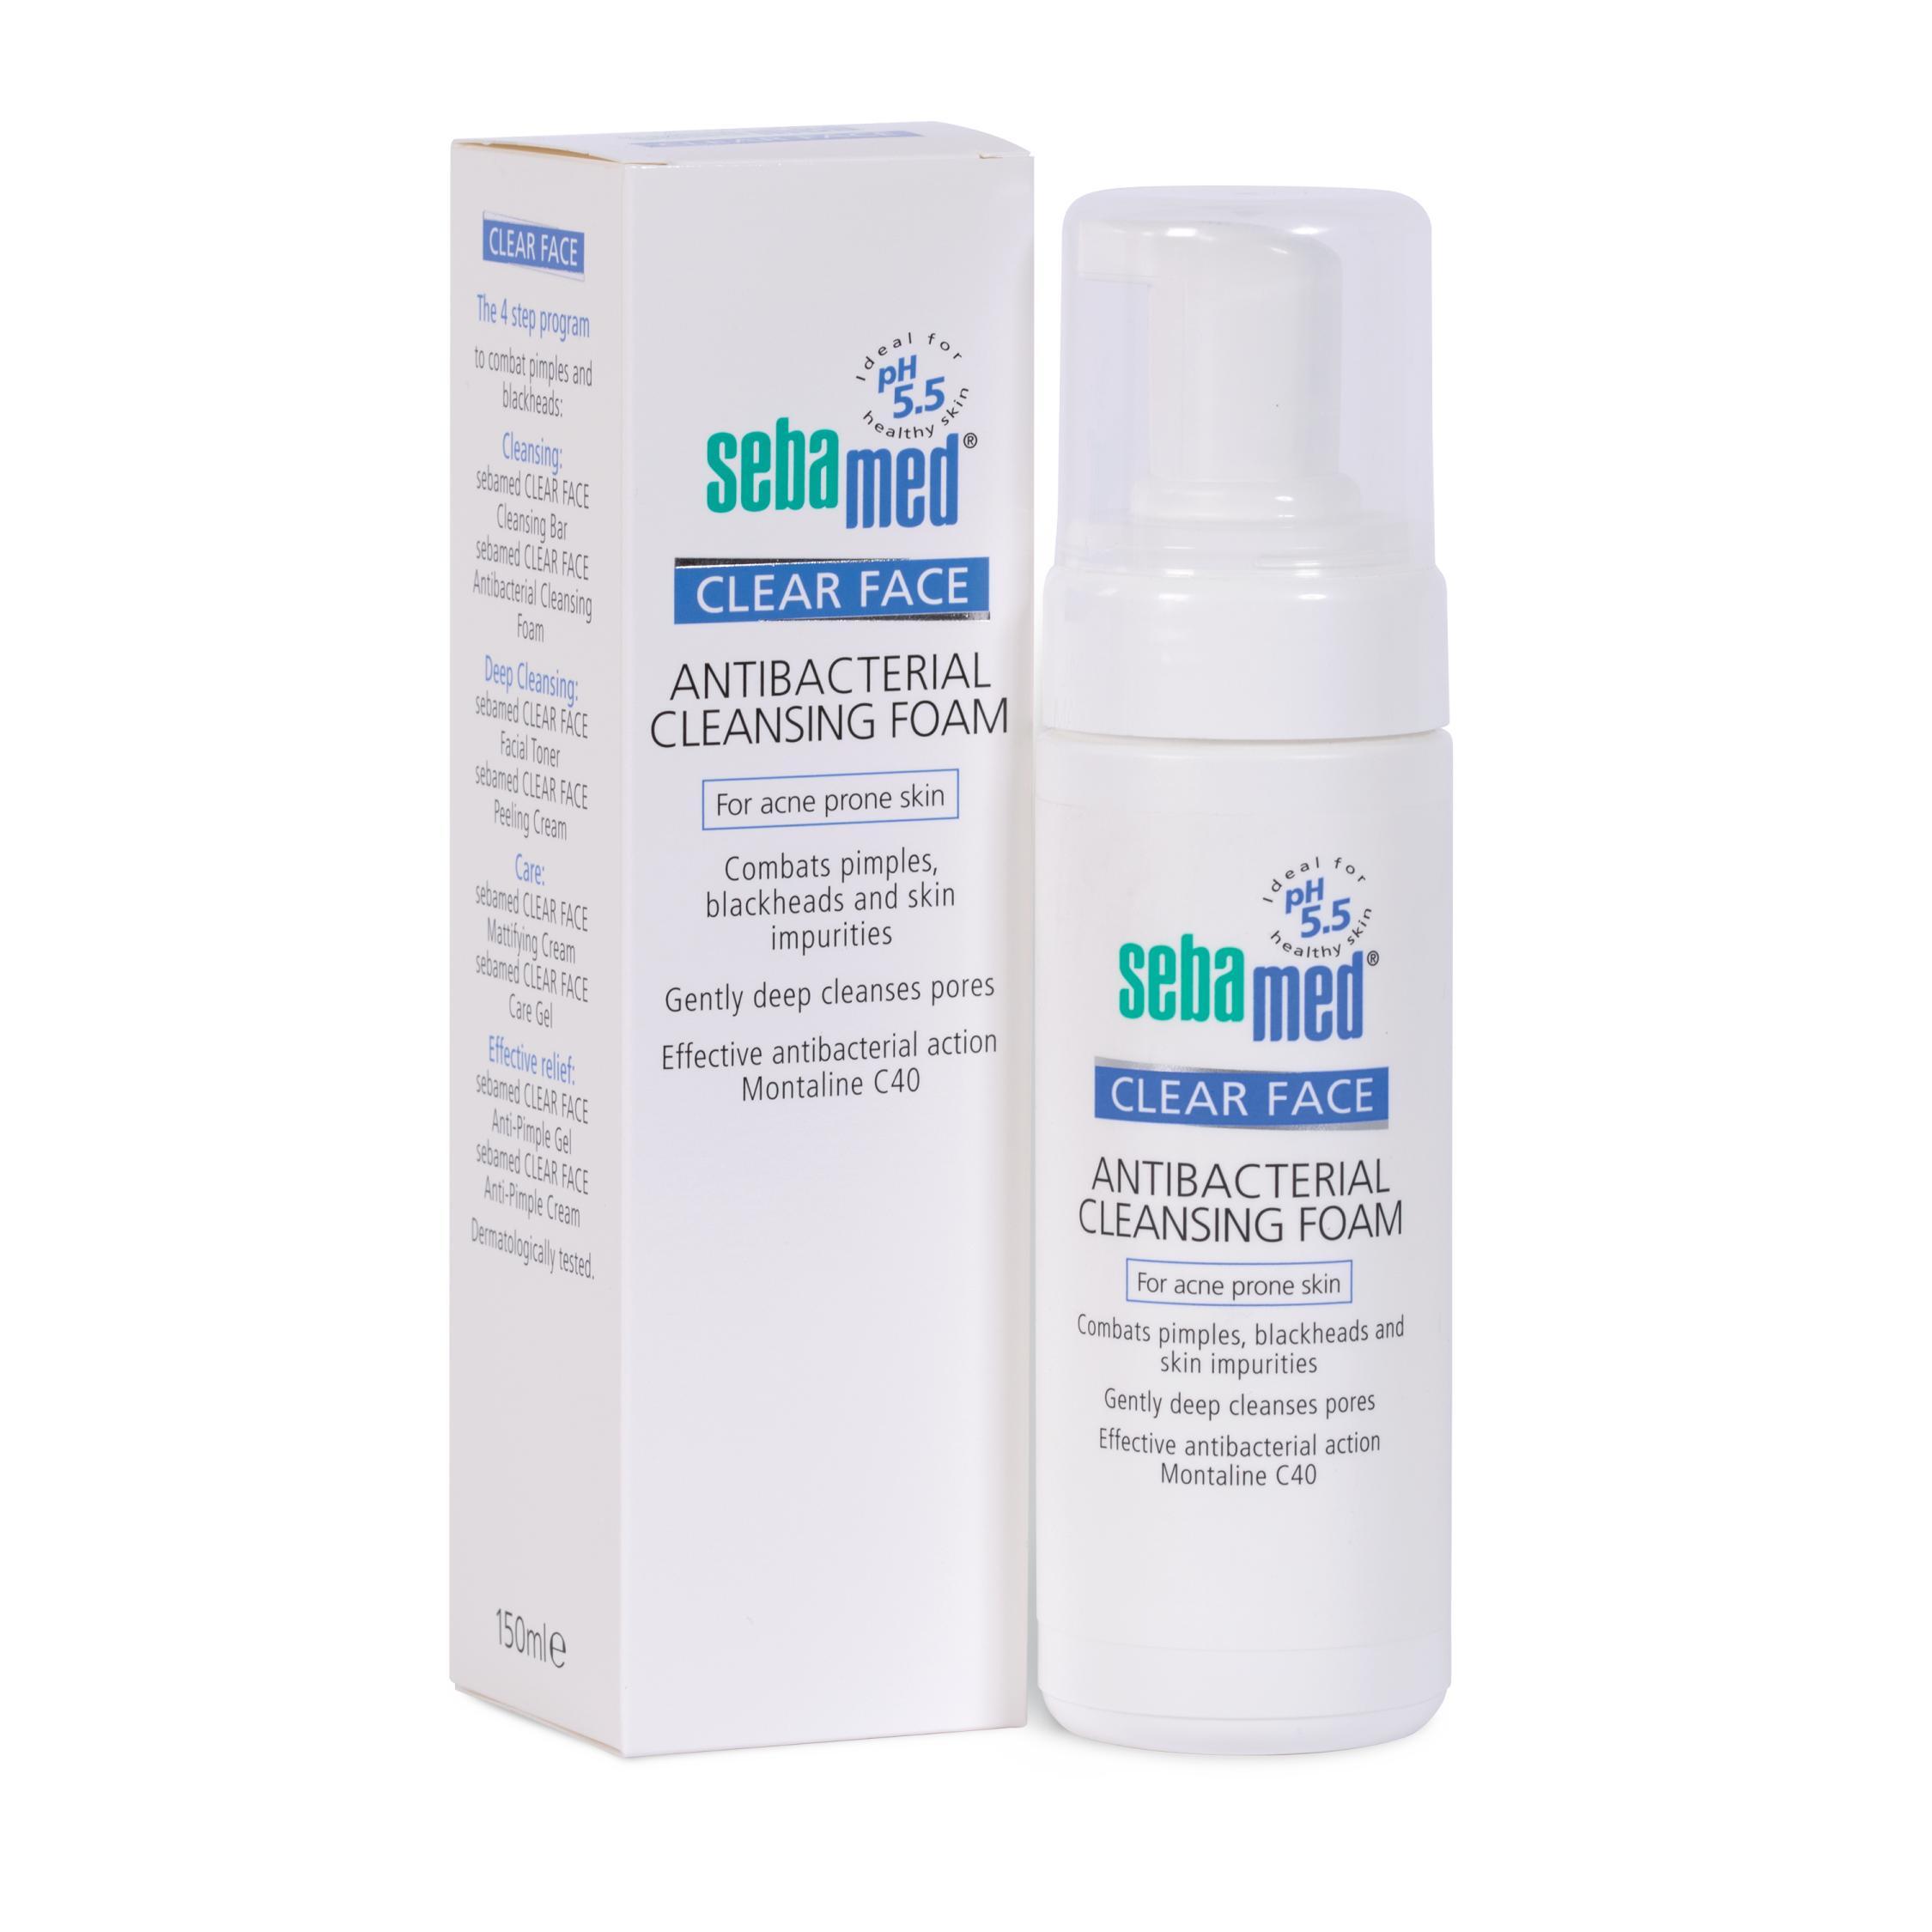 CLEAR FACE
The 4 step program
to combat pimples and
blackheads:
Cleansing:
sebamed CLEAR FACE
Cleansing Bar
sebamed CLEAR FACE
Antibacterial Cleansing
Foam
Deep Cleansing:
sebamed CLEAR FACE
Facial Toner
sebamed CLEAR FACE
Peeling Cream
Care:
sebamed CLEAR FACE
Mattifying Cream
sebamed CLEAR FACE
Care Gel
Effective relief:
sebamed CLEAR FACE
Anti-Pimple Gel
sebamed CLEAR FACE
Anti-Pimple Cream
Dermatologically tested.
150ml℮
Ideal for
pH
5.5
healthy skin
sebamed®
CLEAR FACE
ANTIBACTERIAL
CLEANSING FOAM
For acne prone skin
Combats pimples,
blackheads and skin
impurities
Gently deep cleanses pores
Effective antibacterial action
Montaline C40
Ideal for
pH
5.5
healthy skin
sebamed®
CLEAR FACE
ANTIBACTERIAL
CLEANSING FOAM
For acne prone skin
Combats pimples, blackheads and
skin impurities
Gently deep cleanses pores
Effective antibacterial action
Montaline C40